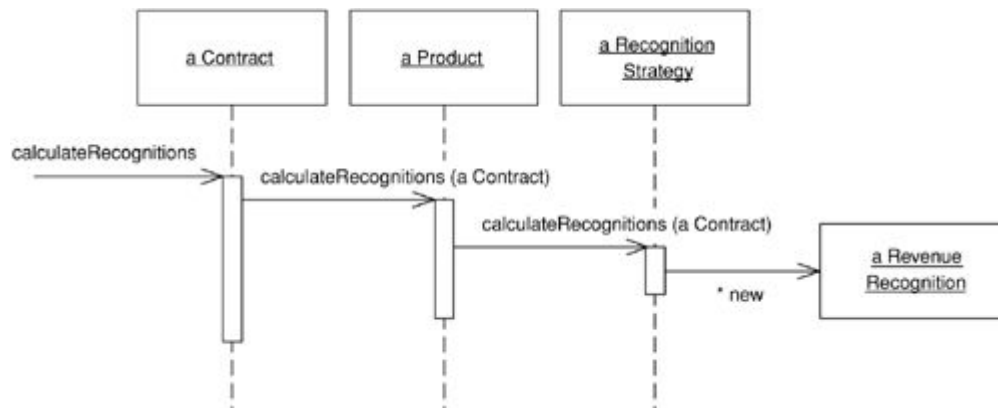 a Contract
a Product
a Recognition
Strategy
calculateRecognitions
calculateRecognitions (a Contract)
calculateRecognitions (a Contract)
a Revenue
Recognition
* new